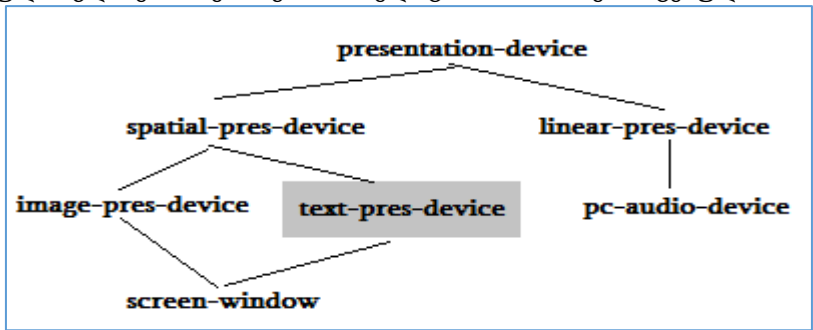 presentation-device
spatial-pres-device linear-pres-device
image-pres-device text-pres-device pc-audio-device
screen-window